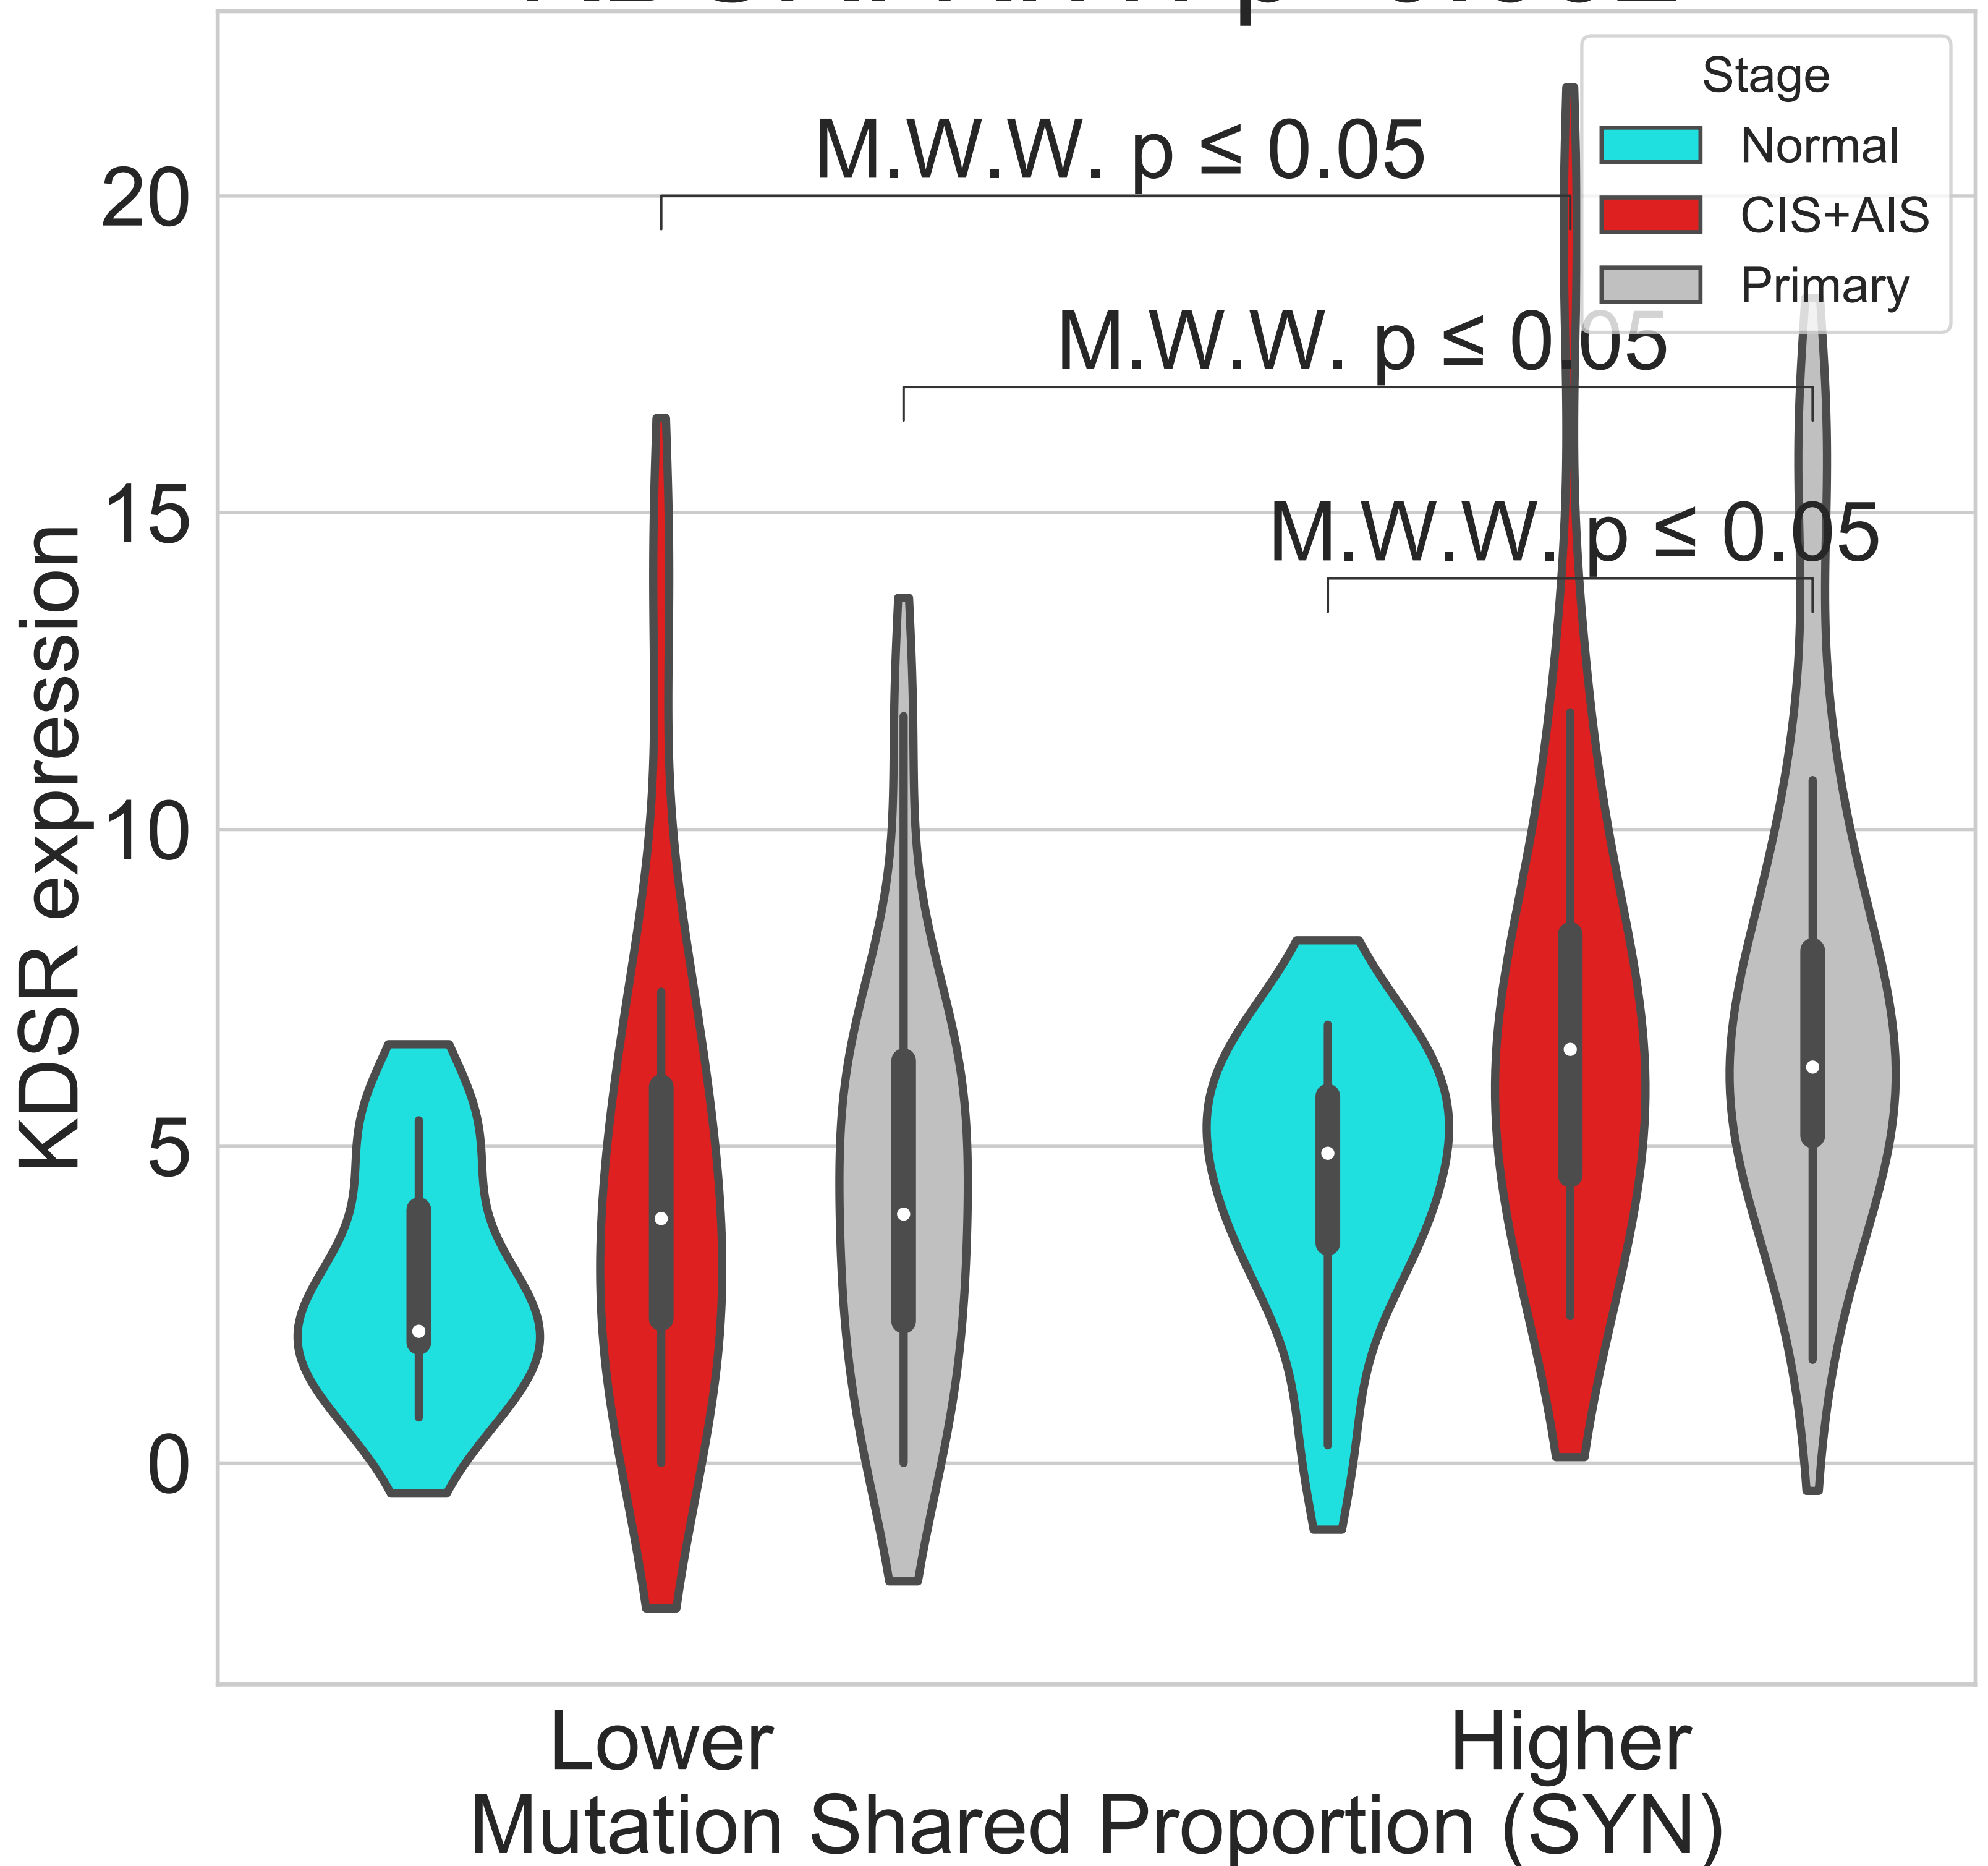 Stage
Normal
CIS+AIS
Primary
M.W.W. p ≤ 0.05
M.W.W. p ≤ 0.05
M.W.W. p ≤ 0.05
KDSR expression
20
15
10
5
0
Lower
Higher
Mutation Shared Proportion (SYN)